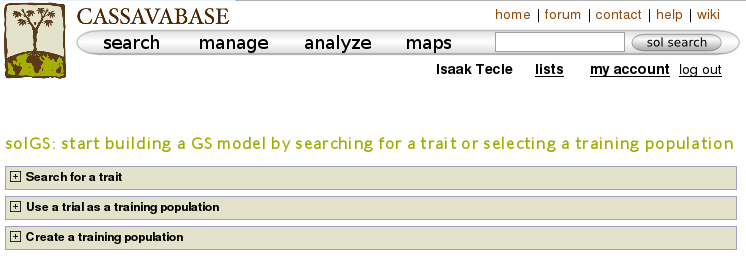 CASSAVABASE
home | forum | contact | help | wiki
search manage analyze maps sol search
Isaak Tecle lists my account log out
solGS: start building a GS model by searching for a trait or selecting a training population
Search for a trait
Use a trial as a training population
Create a training population